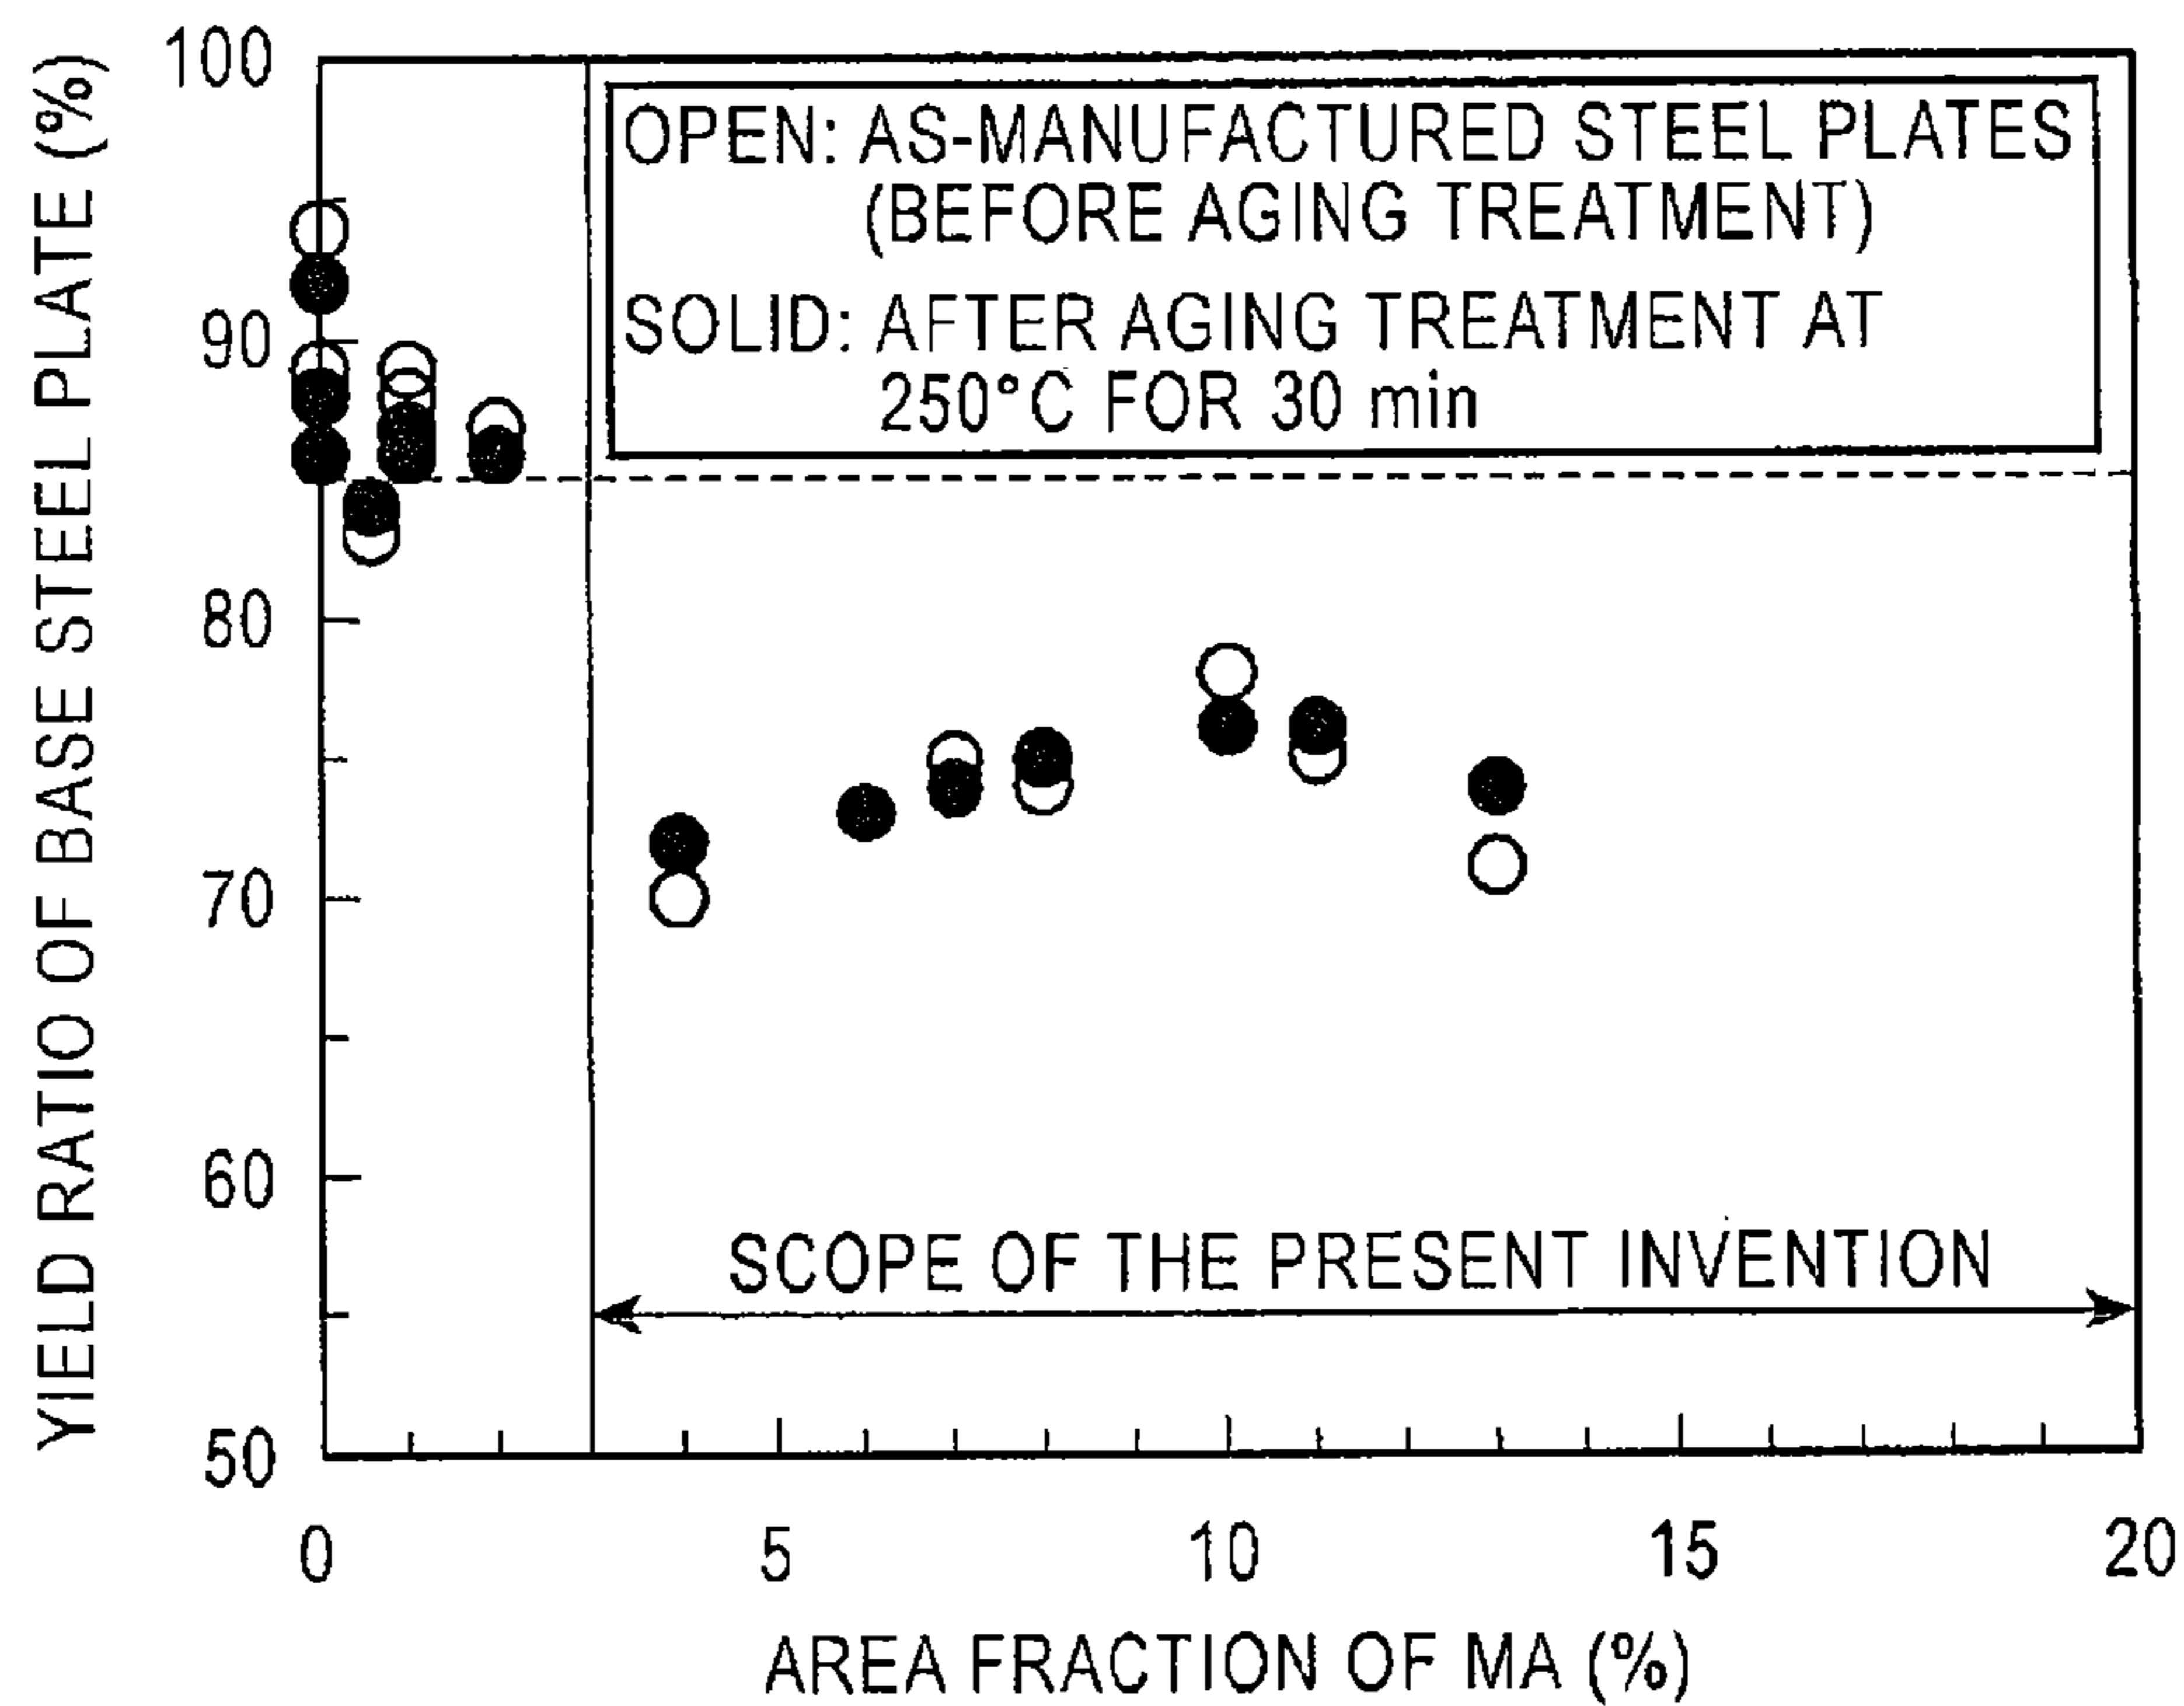 YIELD RATIO OF BASE STEEL PLATE (%)
100
90
80
70
60
50
OPEN: AS-MANUFACTURED STEEL PLATES
(BEFORE AGING TREATMENT)
SOLID: AFTER AGING TREATMENT AT
250°C FOR 30 min
SCOPE OF THE PRESENT INVENTION
0 5 10 15 20
AREA FRACTION OF MA (%)